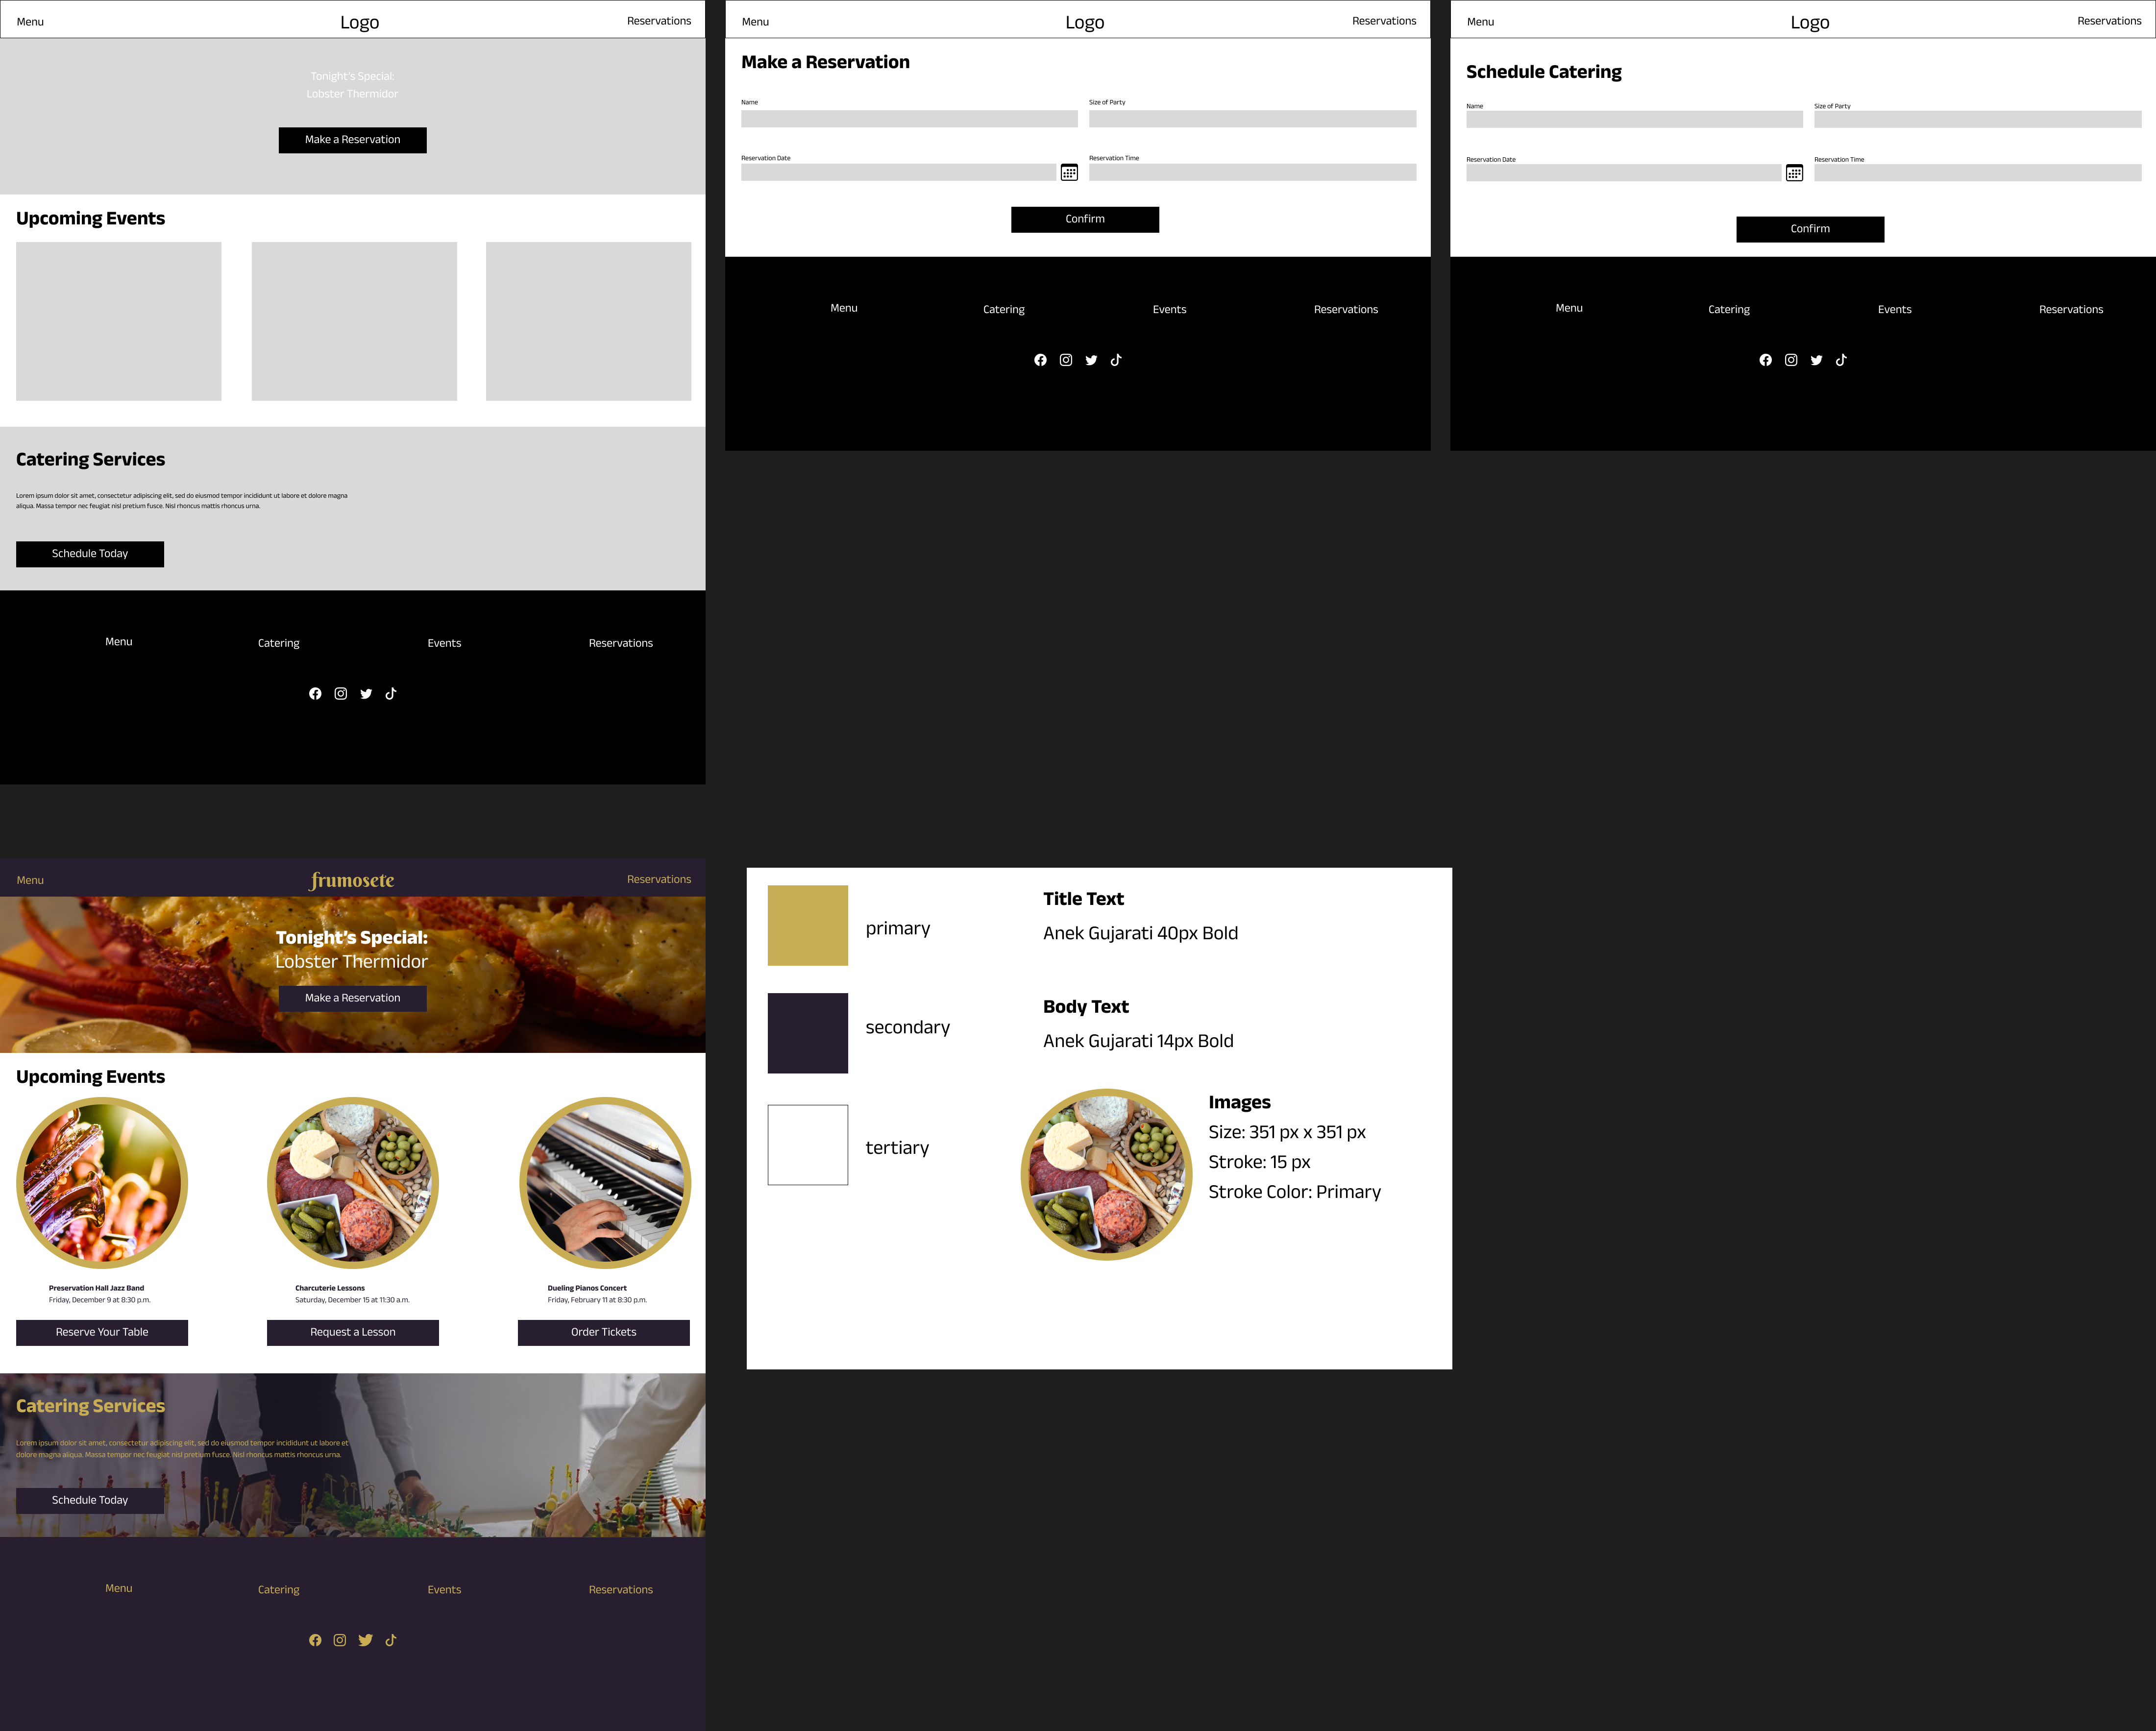 Menu
Logo
Reservations
Tonight's Special:
Lobster Thermidor
Make a Reservation
Upcoming Events
Catering Services
Lorem ipsum dolor sit amet, consectetur adipiscing elit, sed do eiusmod tempor incididunt ut labore et dolore magna
aliqua. Massa tempor nec feugiat nisl pretium fusce. Nisl rhoncus mattis rhoncus urna.
Schedule Today
Menu
Catering
Events
Reservations
Menu
Logo
Reservations
Make a Reservation
Name
Size of Party
Reservation Date
Reservation Time
Confirm
Menu
Catering
Events
Reservations
Menu
Logo
Reservations
Schedule Catering
Name
Size of Party
Reservation Date
Reservation Time
Confirm
Menu
Catering
Events
Reservations
Menu
frumosete
Reservations
Tonight's Special:
Lobster Thermidor
Make a Reservation
Upcoming Events
Preservation Hall Jazz Band
Friday, December 9 at 8:30 p.m.
Reserve Your Table
Charcuterie Lessons
Saturday, December 15 at 11:30 a.m.
Request a Lesson
Dueling Pianos Concert
Friday, February 11 at 8:30 p.m.
Order Tickets
Catering Services
Lorem ipsum dolor sit amet, consectetur adipiscing elit, sed do eiusmod tempor incididunt ut labore et
dolore magna aliqua. Massa tempor nec feugiat nisl pretium fusce. Nisl rhoncus mattis rhoncus urna.
Schedule Today
Menu
Catering
Events
Reservations
primary
secondary
tertiary
Title Text
Anek Gujarati 40px Bold
Body Text
Anek Gujarati 14px Bold
Images
Size: 351 px x 351 px
Stroke: 15 px
Stroke Color: Primary